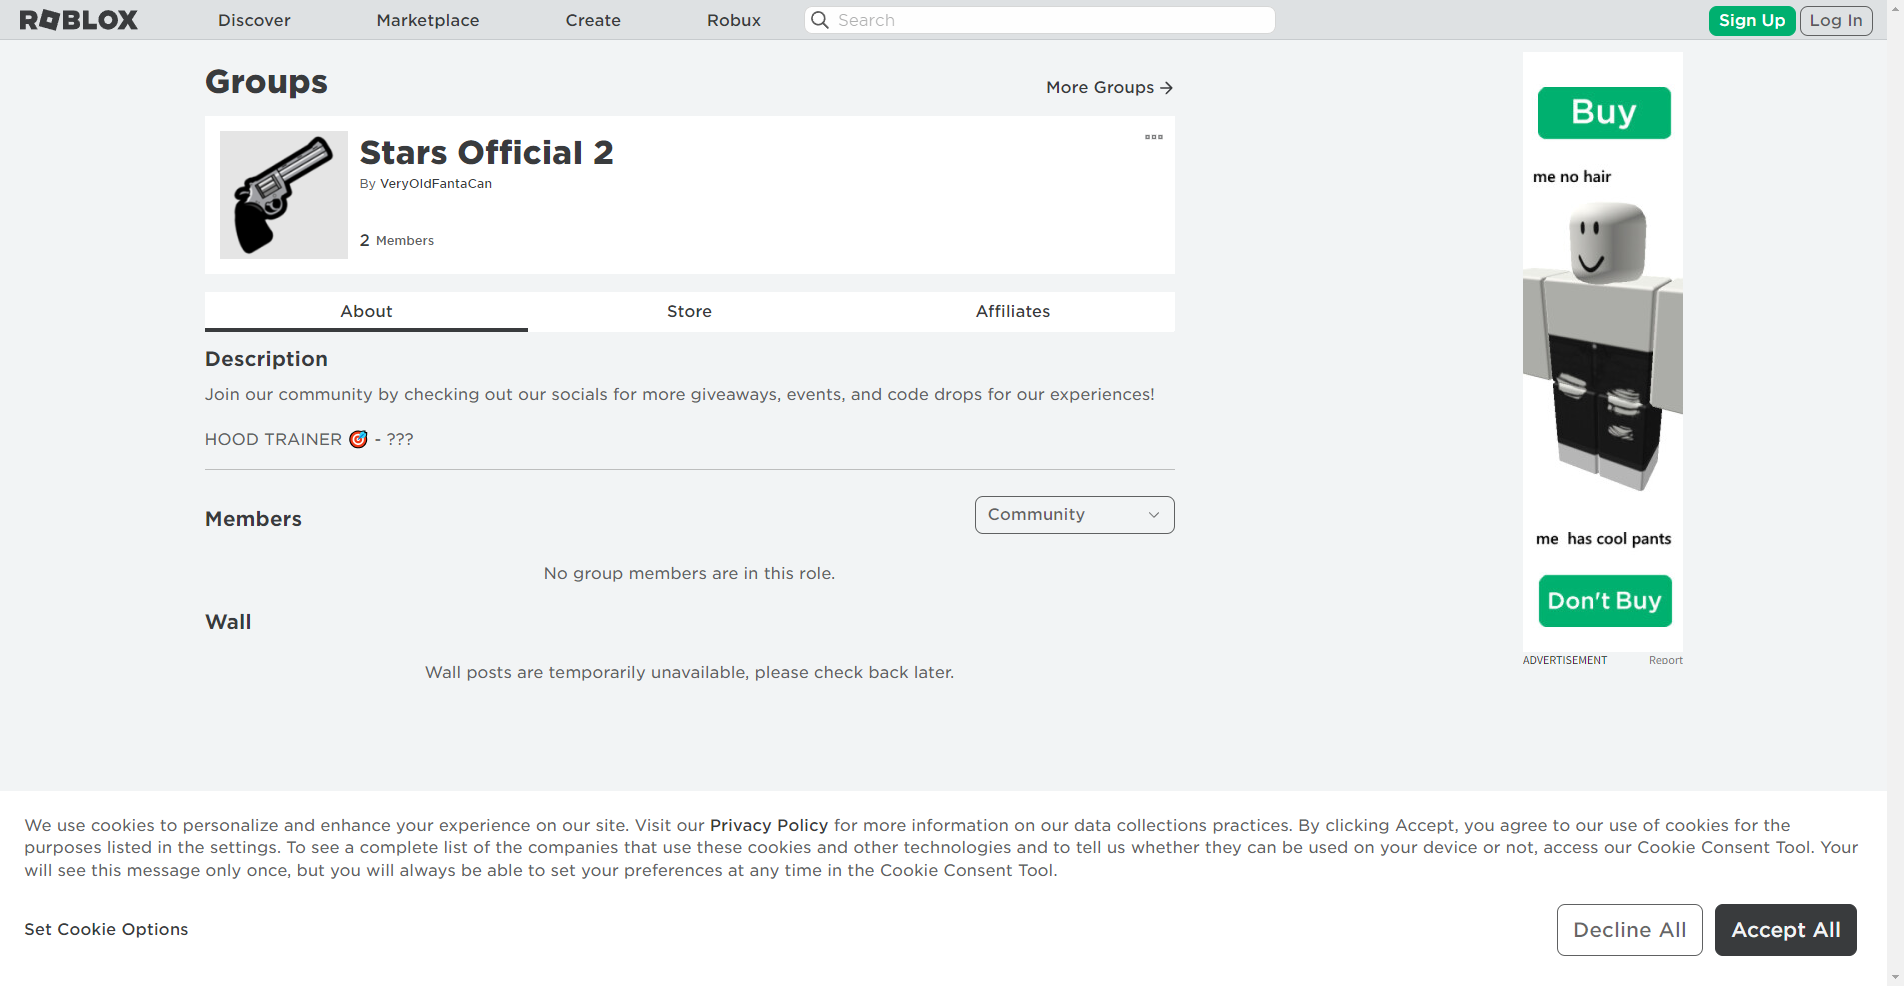 ROBLOX Discover Marketplace Create Robux Search Sign Up Log In
Groups
More Groups
Stars Official 2
By VeryOldFantaCan
2 Members
About Store Affiliates
Description
Join our community by checking out our socials for more giveaways, events, and code drops for our experiences!
HOOD TRAINER 🎯 - ???
Members
Community
No group members are in this role.
Wall
Wall posts are temporarily unavailable, please check back later.
Buy
me no hair
me has cool pants
Don't Buy
ADVERTISEMENT Report
We use cookies to personalize and enhance your experience on our site. Visit our Privacy Policy for more information on our data collections practices. By clicking Accept, you agree to our use of cookies for the
purposes listed in the settings. To see a complete list of the companies that use these cookies and other technologies and to tell us whether they can be used on your device or not, access our Cookie Consent Tool. Your
will see this message only once, but you will always be able to set your preferences at any time in the Cookie Consent Tool.
Set Cookie Options
Decline All
Accept All